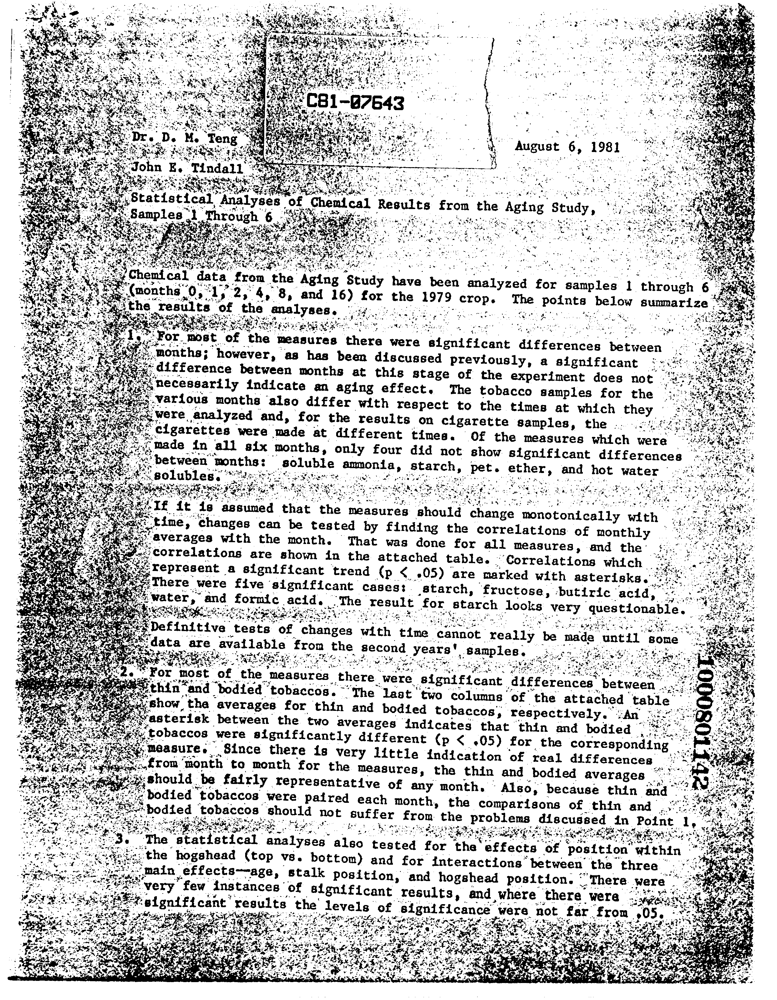 C81-07643
Dr. D. M. Teng
August 6, 1981
John E. Tindall
Statistical Analyses of Chemical Results from the Aging Study,
Samples 1 Through 6
Chemical data from the Aging Study have been analyzed for samples 1 through 6
(months 0, 1, 2, 4, 8, and 16) for the 1979 crop. The points below summarize
the results of the analyses.
1. For most of the measures there were significant differences between
months; however, as has been discussed previously, a significant
difference between months at this stage of the experiment does not
necessarily indicate an aging effect. The tobacco samples for the
various months also differ with respect to the times at which they
were analyzed and, for the results on cigarette samples, the
cigarettes were made at different times. Of the measures which were
made in all six months, only four did not show significant differences
between months: soluble ammonia, starch, pet. ether, and hot water
solubles.
If it is assumed that the measures should change monotonically with
time, changes can be tested by finding the correlations of monthly
averages with the month. That was done for all measures, and the
correlations are shown in the attached table. Correlations which
represent a significant trend (p < .05) are marked with asterisks.
There were five significant cases: starch, fructose, butiric acid,
water, and formic acid. The result for starch looks very questionable.
Definitive tests of changes with time cannot really be made until some
data are available from the second years' samples.
2. For most of the measures there were significant differences between
thin and bodied tobaccos. The last two columns of the attached table
show the averages for thin and bodied tobaccos, respectively. An
asterisk between the two averages indicates that thin and bodied
tobaccos were significantly different (p < .05) for the corresponding
measure. Since there is very little indication of real differences
from month to month for the measures, the thin and bodied averages
should be fairly representative of any month. Also, because thin and
bodied tobaccos were paired each month, the comparisons of thin and
bodied tobaccos should not suffer from the problems discussed in Point 1.
3. The statistical analyses also tested for the effects of position within
the hogshead (top vs. bottom) and for interactions between the three
main effects--age, stalk position, and hogshead position. There were
very few instances of significant results, and where there were
significant results the levels of significance were not far from .05.
1000801142